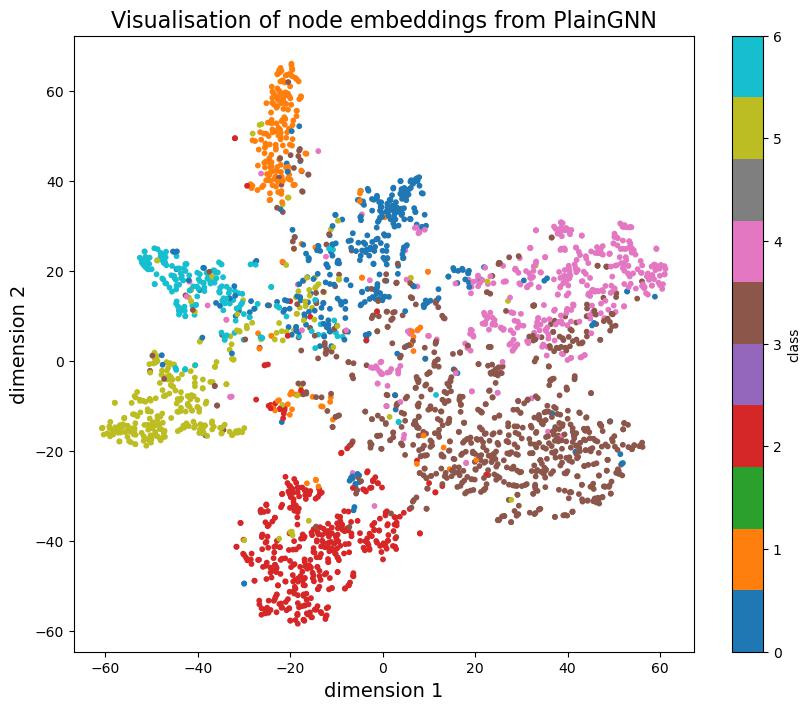 Visualisation of node embeddings from PlainGNN
dimension 2
60
40
20
0
−20
−40
−60
−60 −40 −20 0 20 40 60
dimension 1
6
5
4
3
2
1
0
class